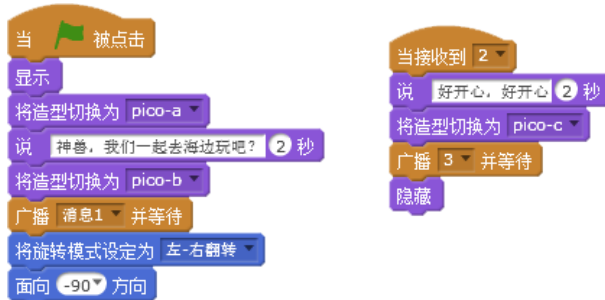 当 被点击
显示
将造型切换为 pico-a
说 神兽，我们一起去海边玩吧？ 2 秒
将造型切换为 pico-b
广播 消息1 并等待
将旋转模式设定为 左-右翻转
面向 -90 方向
当接收到 2
说 好开心，好开心 2 秒
将造型切换为 pico-c
广播 3 并等待
隐藏